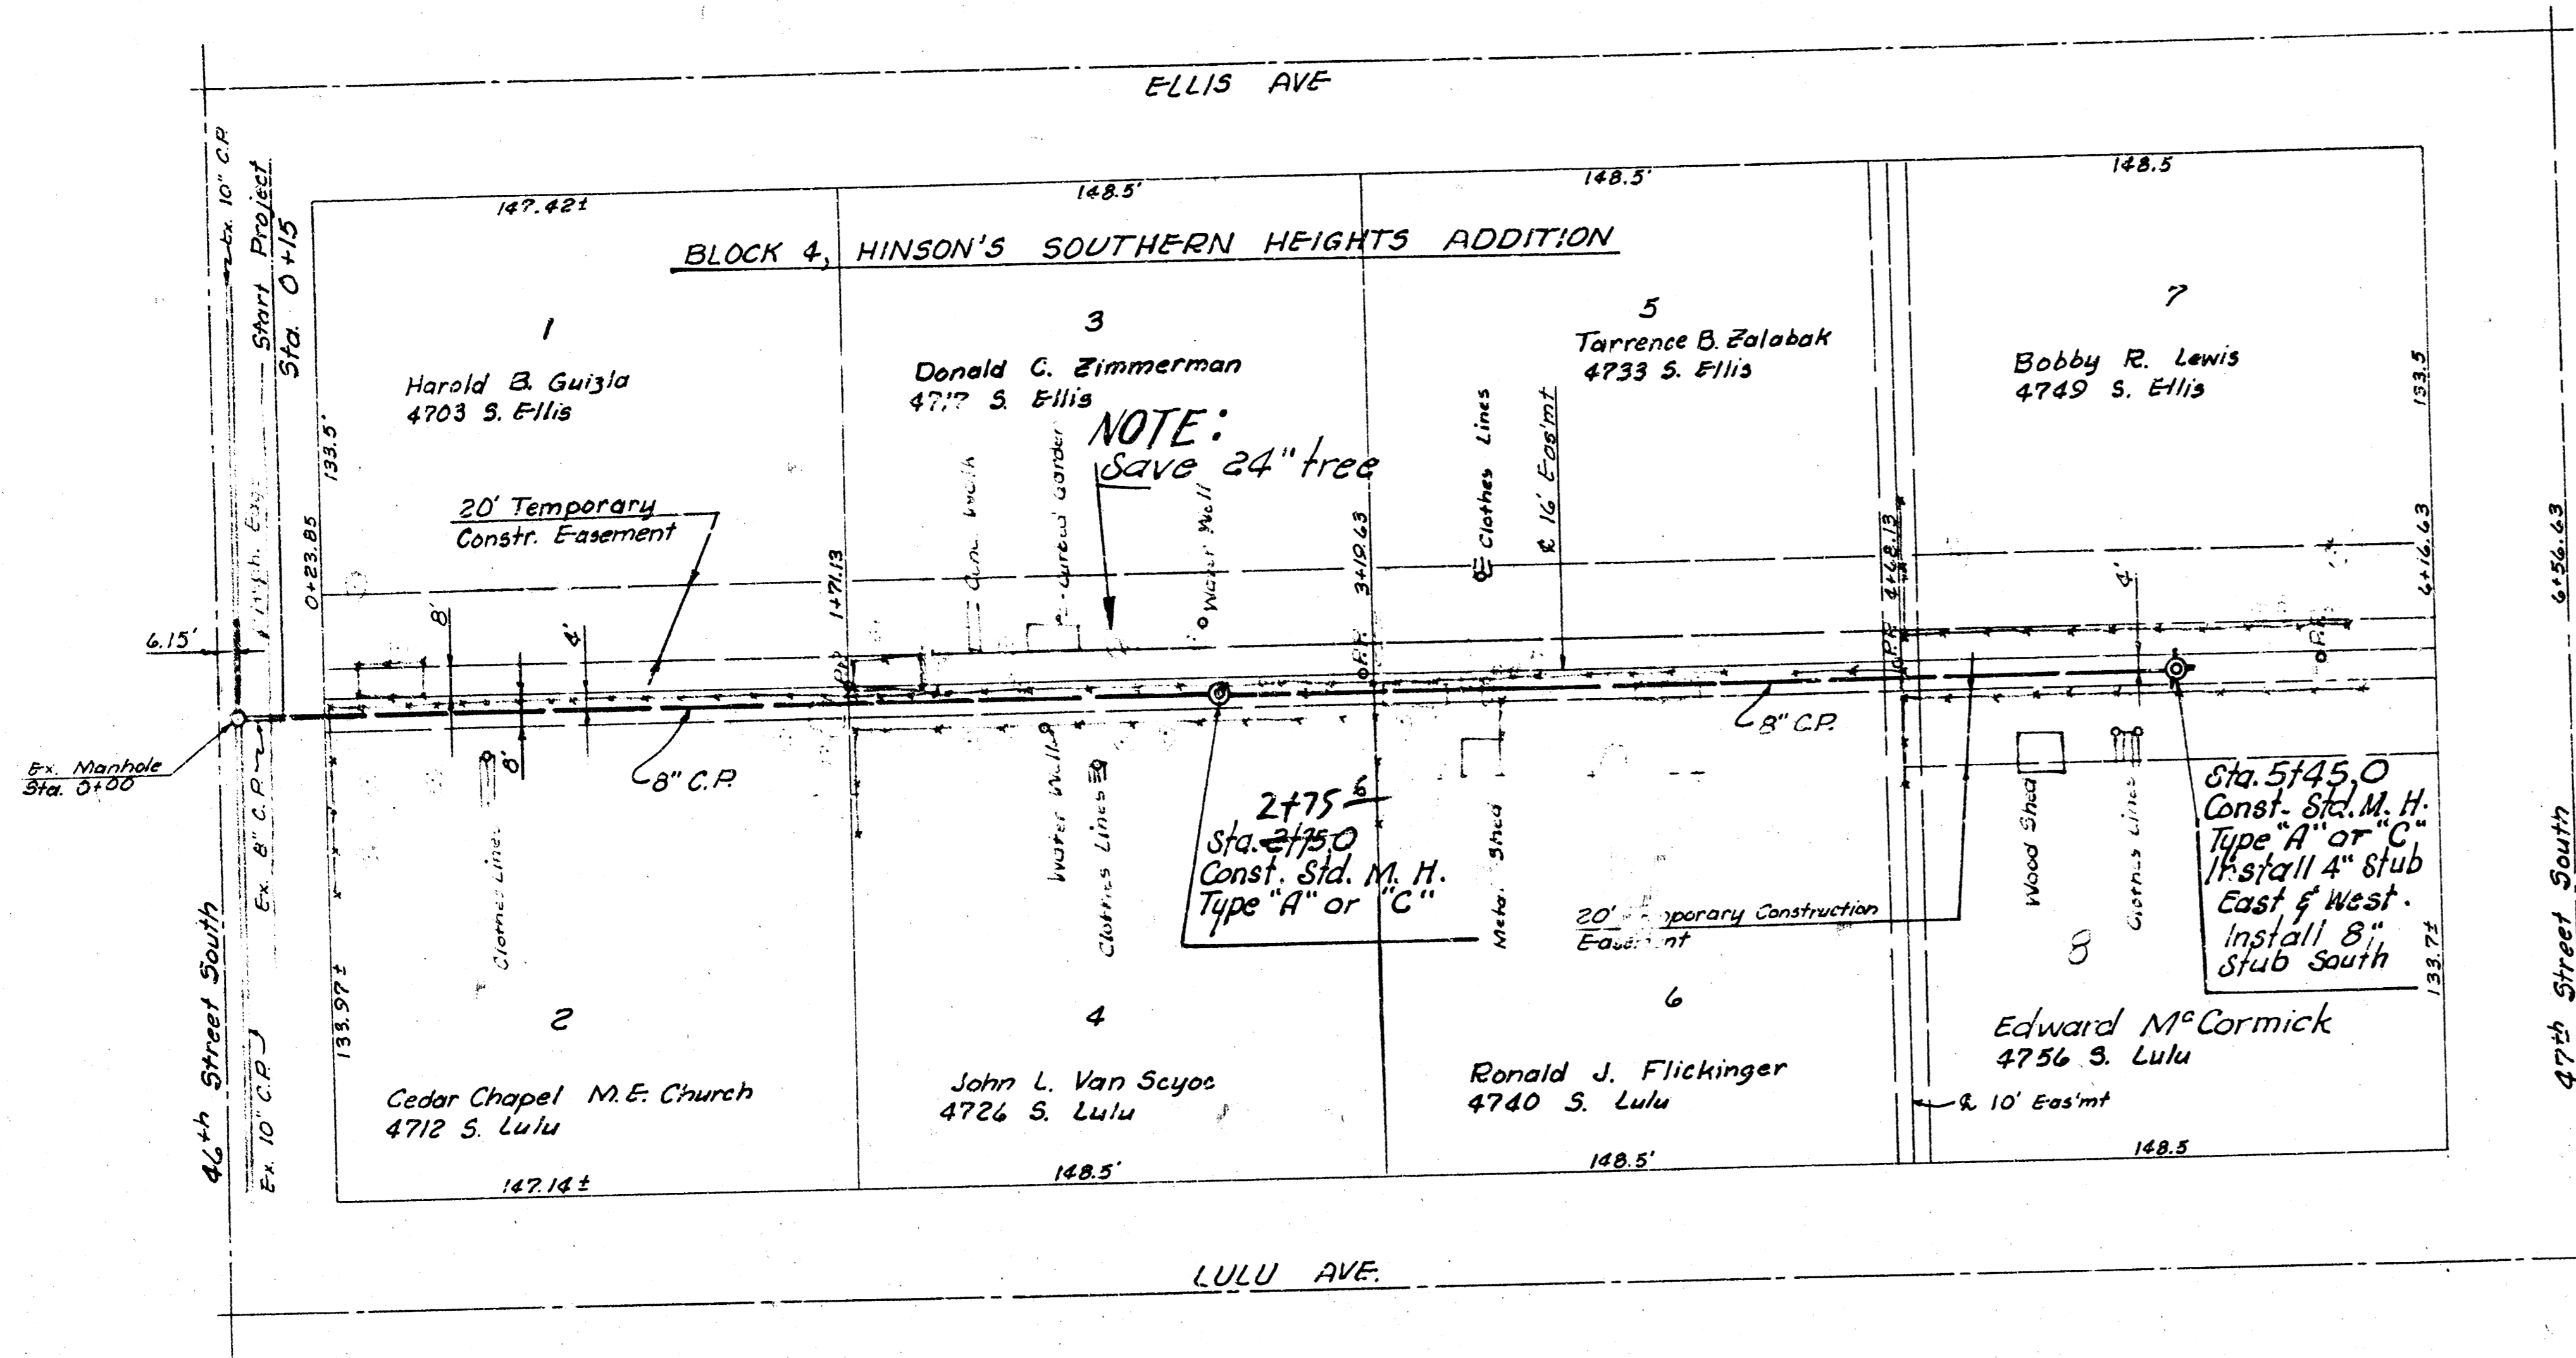 ELLIS AVE
Ex. 10" C.P.
Start Project
Sta. 0+15
147.42±
148.5'
148.5'
148.5
BLOCK 4, HINSON'S SOUTHERN HEIGHTS ADDITION
1
Harold B. Guizla
4703 S. Ellis
3
Donald C. Zimmerman
4717 S. Ellis
5
Tarrence B. Zalabak
4733 S. Ellis
7
Bobby R. Lewis
4749 S. Ellis
NOTE:
Save 24" tree
133.5'
133.5
20' Temporary
Constr. Easement
Garden
Water Well
Clothes Lines
℄ 16' Eas'mt
0+23.85
1+71.13
3+19.63
4+68.13
6+16.63
6+56.63
6.15'
8'
4'
8'
4'
P.P.
P.P.
P.P.
P.P.
Ex. Manhole
Sta. 0+00
8" C.P.
8" C.P.
Ex. 8" C.P.
Clothes Lines
Water Well
Clothes Lines
2+75
Sta. 2+75.0
Const. Std. M. H.
Type "A" or "C"
Metal Shed
20' Temporary Construction
Easement
Wood Shed
Clothes Lines
Sta. 5+45.0
Const. Std. M. H.
Type "A" or "C"
Install 4" Stub
East & West.
Install 8"
Stub South
133.97±
133.7±
46th Street South
47th Street South
Ex. 10" C.P.
2
Cedar Chapel M.E. Church
4712 S. Lulu
4
John L. Van Scyoc
4726 S. Lulu
6
Ronald J. Flickinger
4740 S. Lulu
8
Edward McCormick
4756 S. Lulu
℄ 10' Eas'mt
147.14±
148.5'
148.5'
148.5
LULU AVE.